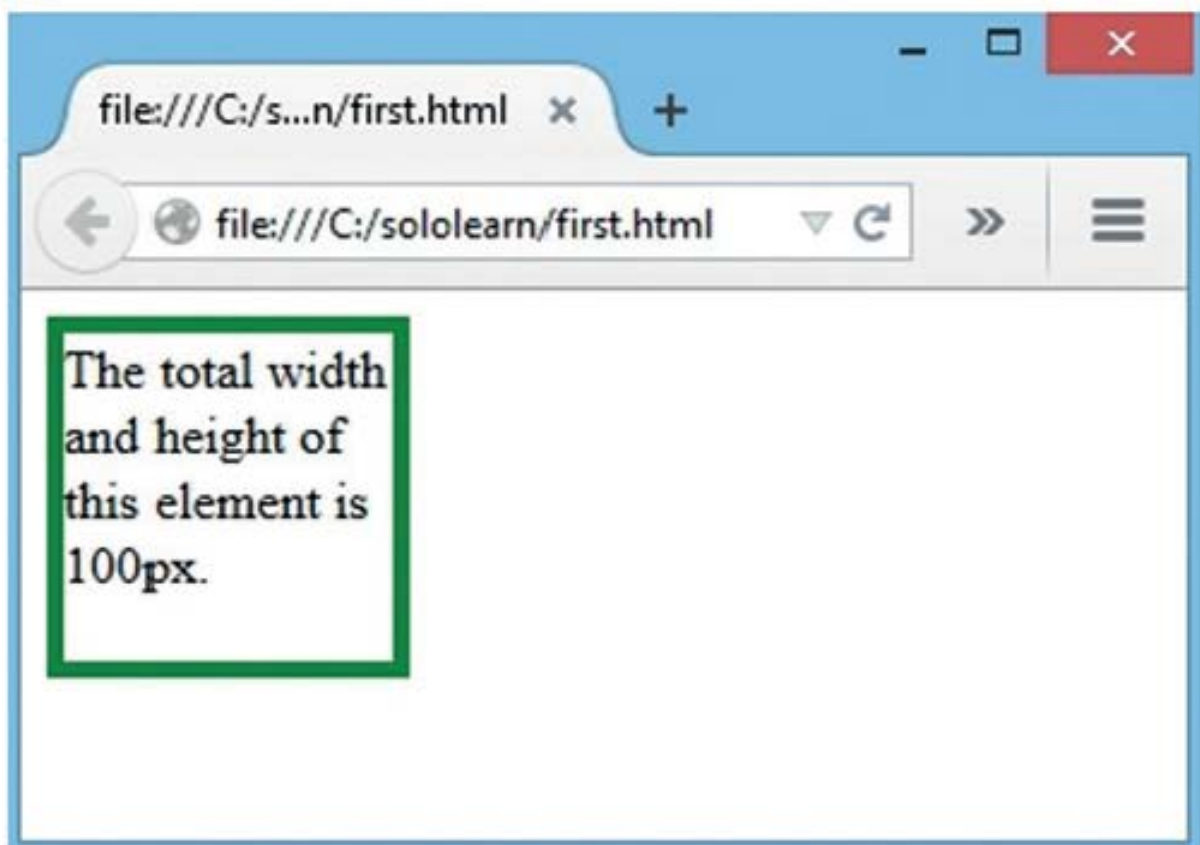 file:///C:/s...n/first.html
file:///C:/sololearn/first.html
The total width
and height of
this element is
100px.